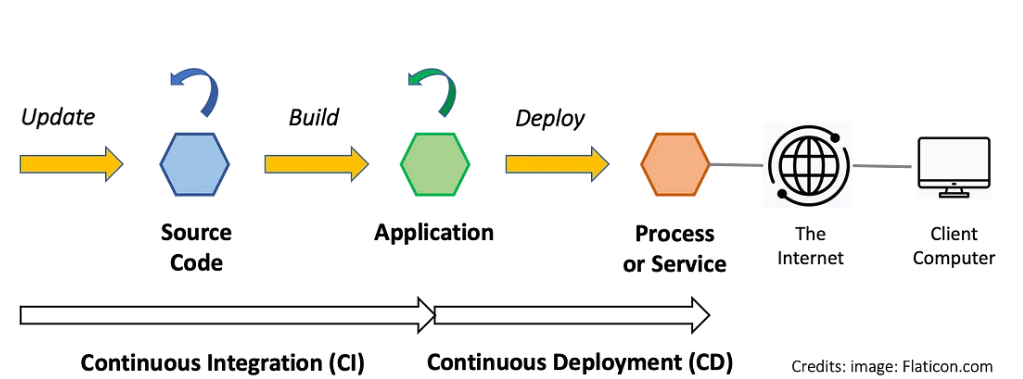 Update
Build
Deploy
Source
Code
Application
Process
or Service
The
Internet
Client
Computer
Continuous Integration (CI)
Continuous Deployment (CD)
Credits: image: Flaticon.com